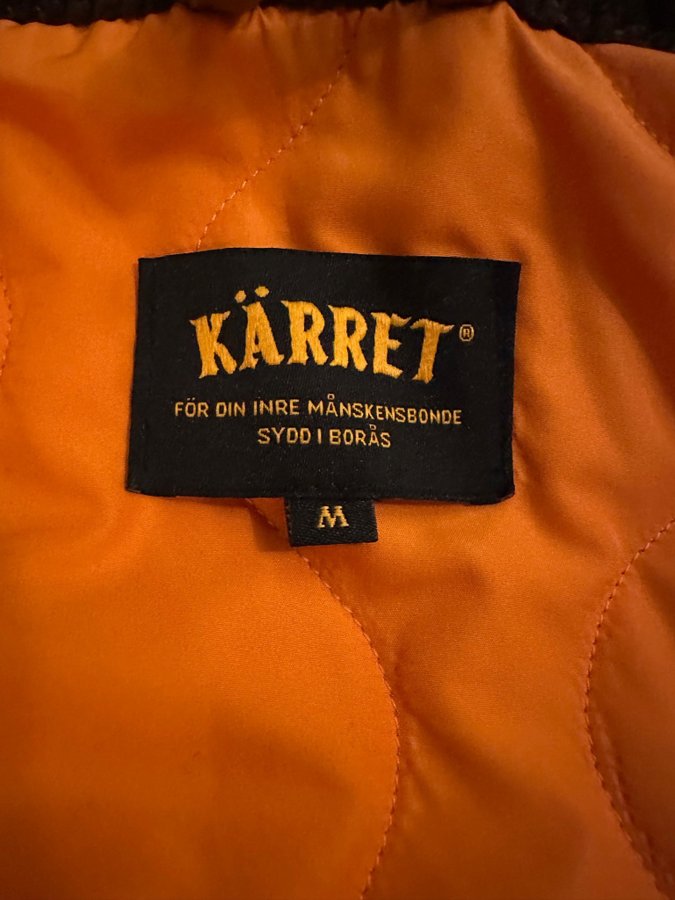 KÄRRET®
FÖR DIN INRE MÅNSKENSBONDE
SYDD I BORÅS
M